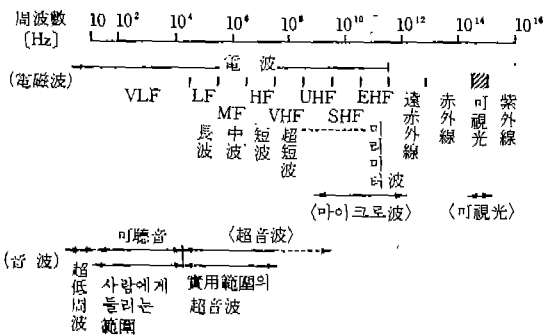 周波數 10 10² 10⁴ 10⁶ 10⁸ 10¹⁰ 10¹² 10¹⁴ 10¹⁶
[Hz]
(電磁波) 電 波
VLF LF HF UHF EHF
MF VHF SHF
長波 中波 短波 超短波 미리미터波 遠赤外線 赤外線 可視光 紫外線
〈마이크로波〉 〈可視光〉
可聽音 〈超音波〉
(音 波)
超低周波
사람에게 實用範圍의
들리는 超音波
範圍